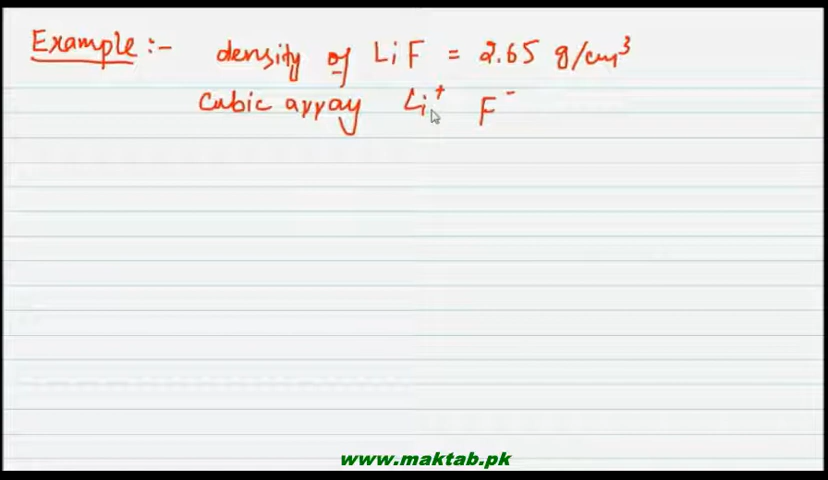 Example :- density of LiF = 2.65 g/cm³
Cubic array Li⁺ F⁻
www.maktab.pk